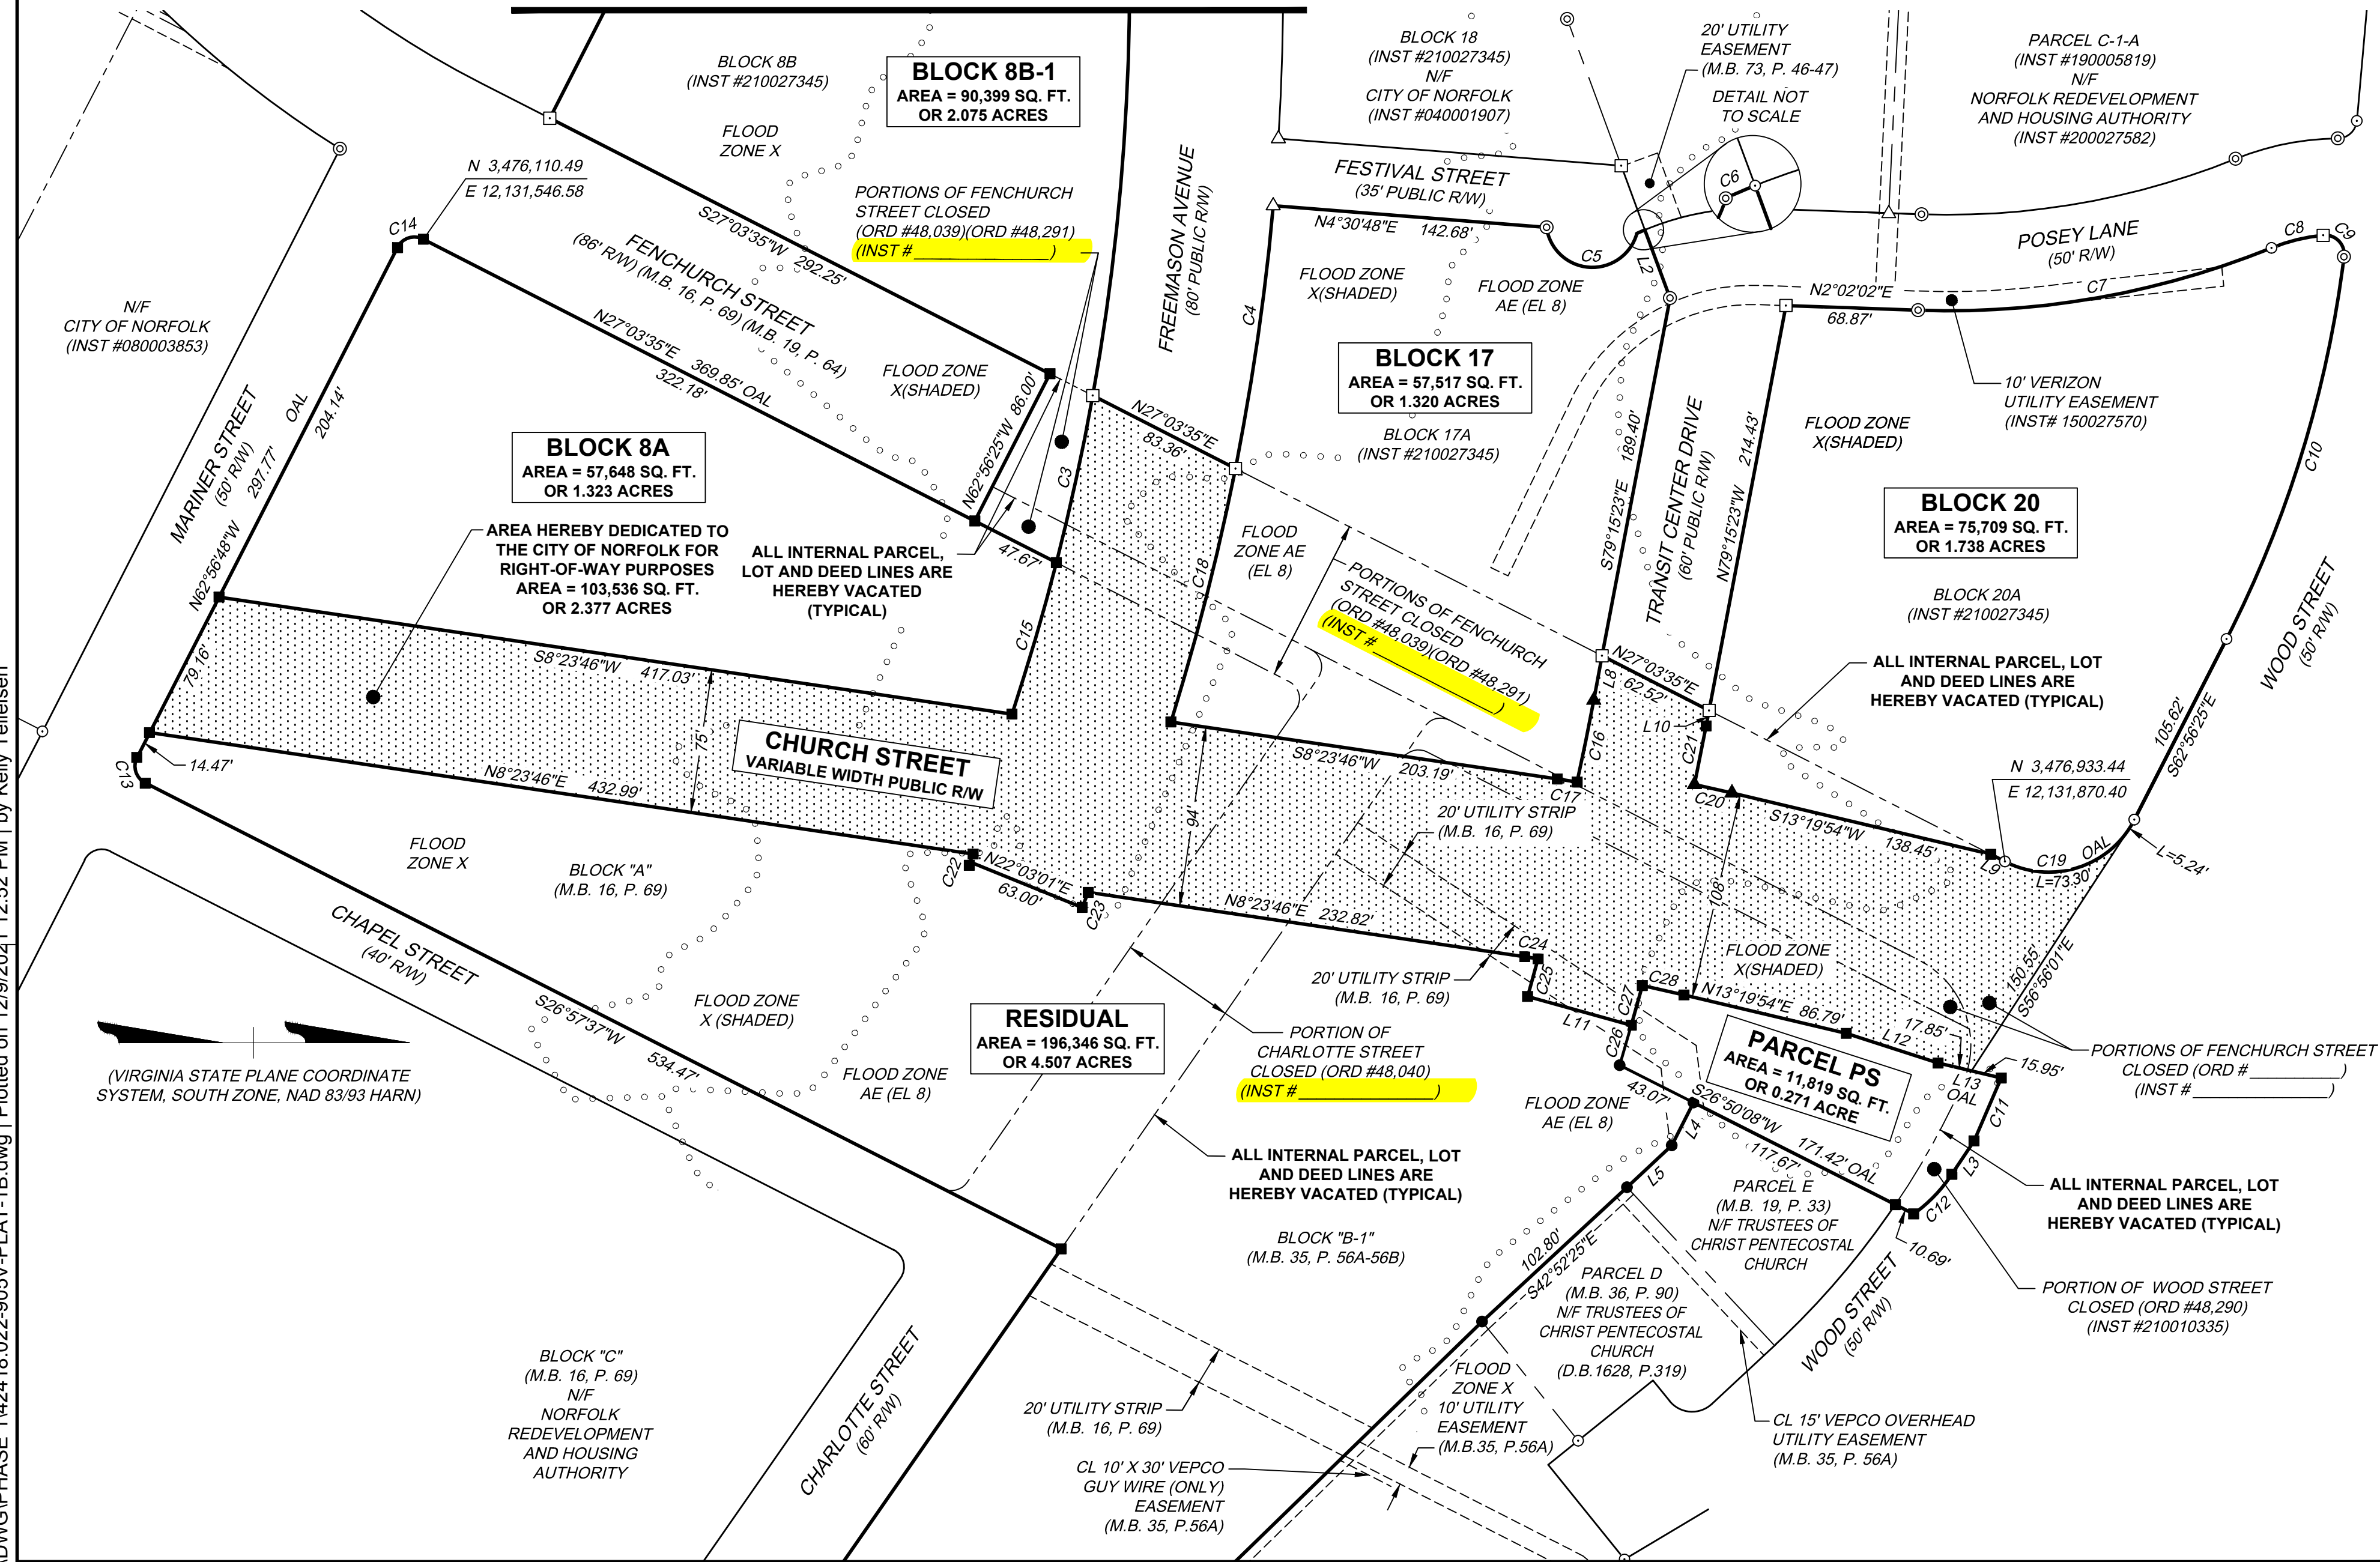 BLOCK 8B
(INST #210027345)
BLOCK 8B-1
AREA = 90,399 SQ. FT.
OR 2.075 ACRES
FLOOD
ZONE X
N 3,476,110.49
E 12,131,546.58
C14
PORTIONS OF FENCHURCH
STREET CLOSED
(ORD #48,039)(ORD #48,291)
(INST # ________________)
S27°03'35"W 292.25'
FENCHURCH STREET
(86' R/W) (M.B. 16, P. 69) (M.B. 19, P. 64)
N27°03'35"E 369.85' OAL
322.18'
FLOOD ZONE
X(SHADED)
N62°56'25"W 86.00'
47.67'
C3
FREEMASON AVENUE
(80' PUBLIC R/W)
BLOCK 18
(INST #210027345)
N/F
CITY OF NORFOLK
(INST #040001907)
20' UTILITY
EASEMENT
(M.B. 73, P. 46-47)
DETAIL NOT
TO SCALE
C6
PARCEL C-1-A
(INST #190005819)
N/F
NORFOLK REDEVELOPMENT
AND HOUSING AUTHORITY
(INST #200027582)
FESTIVAL STREET
(35' PUBLIC R/W)
N4°30'48"E 142.68'
C4
C5
L2
FLOOD ZONE
X(SHADED)
FLOOD ZONE
AE (EL 8)
BLOCK 17
AREA = 57,517 SQ. FT.
OR 1.320 ACRES
BLOCK 17A
(INST #210027345)
POSEY LANE
(50' R/W)
N2°02'02"E
68.87'
C7
C8
C9
C10
10' VERIZON
UTILITY EASEMENT
(INST# 150027570)
FLOOD ZONE
X(SHADED)
BLOCK 20
AREA = 75,709 SQ. FT.
OR 1.738 ACRES
BLOCK 20A
(INST #210027345)
WOOD STREET
(50' R/W)
TRANSIT CENTER DRIVE
(60' PUBLIC R/W)
S79°15'23"E 189.40'
N79°15'23"W 214.43'
N/F
CITY OF NORFOLK
(INST #080003853)
MARINER STREET
(50' R/W)
N62°56'48"W 297.77' OAL
204.14'
79.16'
BLOCK 8A
AREA = 57,648 SQ. FT.
OR 1.323 ACRES
AREA HEREBY DEDICATED TO
THE CITY OF NORFOLK FOR
RIGHT-OF-WAY PURPOSES
AREA = 103,536 SQ. FT.
OR 2.377 ACRES
ALL INTERNAL PARCEL,
LOT AND DEED LINES ARE
HEREBY VACATED
(TYPICAL)
N27°03'35"E
83.36'
C18
C15
FLOOD
ZONE AE
(EL 8)
PORTIONS OF FENCHURCH
STREET CLOSED
(ORD #48,039)(ORD #48,291)
(INST # ________________)
N27°03'35"E
62.52'
L8
L10
C16
C21
C17
C20
ALL INTERNAL PARCEL, LOT
AND DEED LINES ARE
HEREBY VACATED (TYPICAL)
105.62'
S62°56'25"E
N 3,476,933.44
E 12,131,870.40
S13°19'54"W 138.45'
L9
C19 OAL
L=73.30'
L=5.24'
S8°23'46"W 417.03'
75'
CHURCH STREET
VARIABLE WIDTH PUBLIC R/W
14.47'
C13
N8°23'46"E 432.99'
S8°23'46"W 203.19'
94'
20' UTILITY STRIP
(M.B. 16, P. 69)
108'
FLOOD
ZONE X
BLOCK "A"
(M.B. 16, P. 69)
C22
N22°03'01"E
63.00'
C23
N8°23'46"E 232.82'
C24
C25
L11
20' UTILITY STRIP
(M.B. 16, P. 69)
FLOOD ZONE
X(SHADED)
C28
C27
C26
N13°19'54"E 86.79'
L12
17.85'
L13
OAL
15.95'
150.55'
S56°56'01"E
CHAPEL STREET
(40' R/W)
S26°57'37"W 534.47'
FLOOD ZONE
X (SHADED)
FLOOD ZONE
AE (EL 8)
RESIDUAL
AREA = 196,346 SQ. FT.
OR 4.507 ACRES
PORTION OF
CHARLOTTE STREET
CLOSED (ORD #48,040)
(INST # ________________)
PARCEL PS
AREA = 11,819 SQ. FT.
OR 0.271 ACRE
PORTIONS OF FENCHURCH STREET
CLOSED (ORD # ___________)
(INST # ________________)
C11
L3
C12
10.69'
43.07'
S26°50'08"W 171.42' OAL
117.67'
L4
L5
FLOOD ZONE
AE (EL 8)
(VIRGINIA STATE PLANE COORDINATE
SYSTEM, SOUTH ZONE, NAD 83/93 HARN)
ALL INTERNAL PARCEL, LOT
AND DEED LINES ARE
HEREBY VACATED (TYPICAL)
BLOCK "B-1"
(M.B. 35, P. 56A-56B)
PARCEL E
(M.B. 19, P. 33)
N/F TRUSTEES OF
CHRIST PENTECOSTAL
CHURCH
ALL INTERNAL PARCEL, LOT
AND DEED LINES ARE
HEREBY VACATED (TYPICAL)
102.80'
S42°52'25"E
PARCEL D
(M.B. 36, P. 90)
N/F TRUSTEES OF
CHRIST PENTECOSTAL
CHURCH
(D.B.1628, P.319)
WOOD STREET
(50' R/W)
PORTION OF WOOD STREET
CLOSED (ORD #48,290)
(INST #210010335)
BLOCK "C"
(M.B. 16, P. 69)
N/F
NORFOLK
REDEVELOPMENT
AND HOUSING
AUTHORITY
CHARLOTTE STREET
(60' R/W)
20' UTILITY STRIP
(M.B. 16, P. 69)
FLOOD
ZONE X
10' UTILITY
EASEMENT
(M.B.35, P.56A)
CL 10' X 30' VEPCO
GUY WIRE (ONLY)
EASEMENT
(M.B. 35, P.56A)
CL 15' VEPCO OVERHEAD
UTILITY EASEMENT
(M.B. 35, P. 56A)